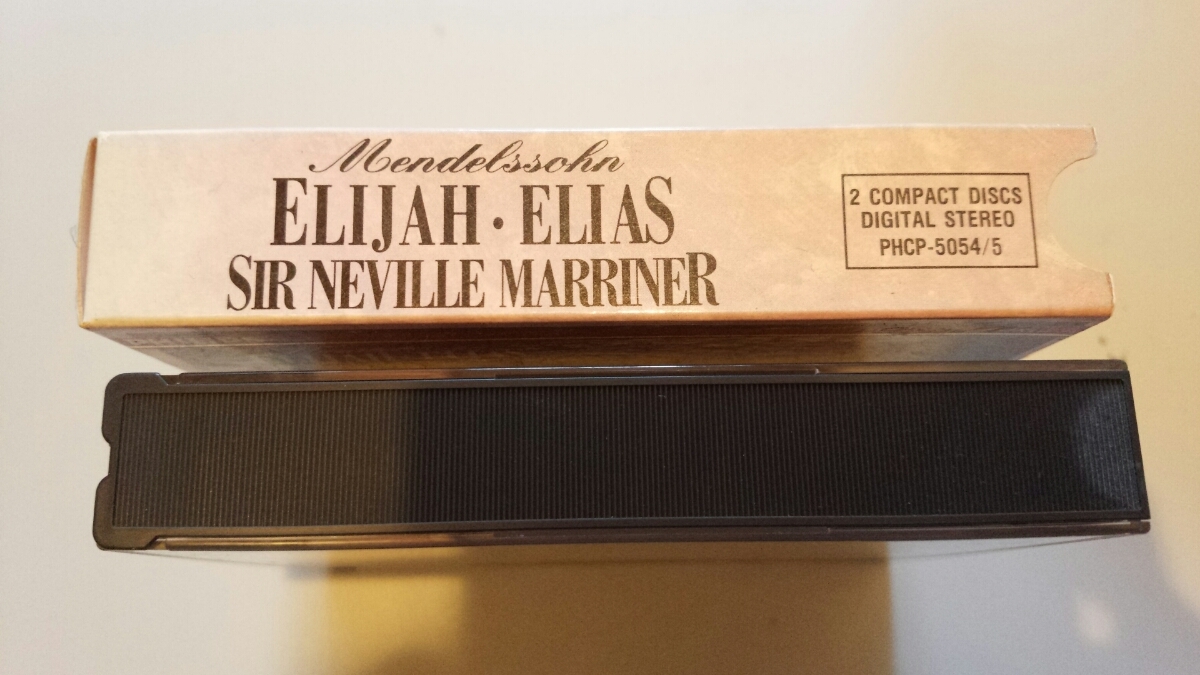 Mendelssohn
ELIJAH · ELIAS
SIR NEVILLE MARRINER
2 COMPACT DISCS
DIGITAL STEREO
PHCP-5054/5